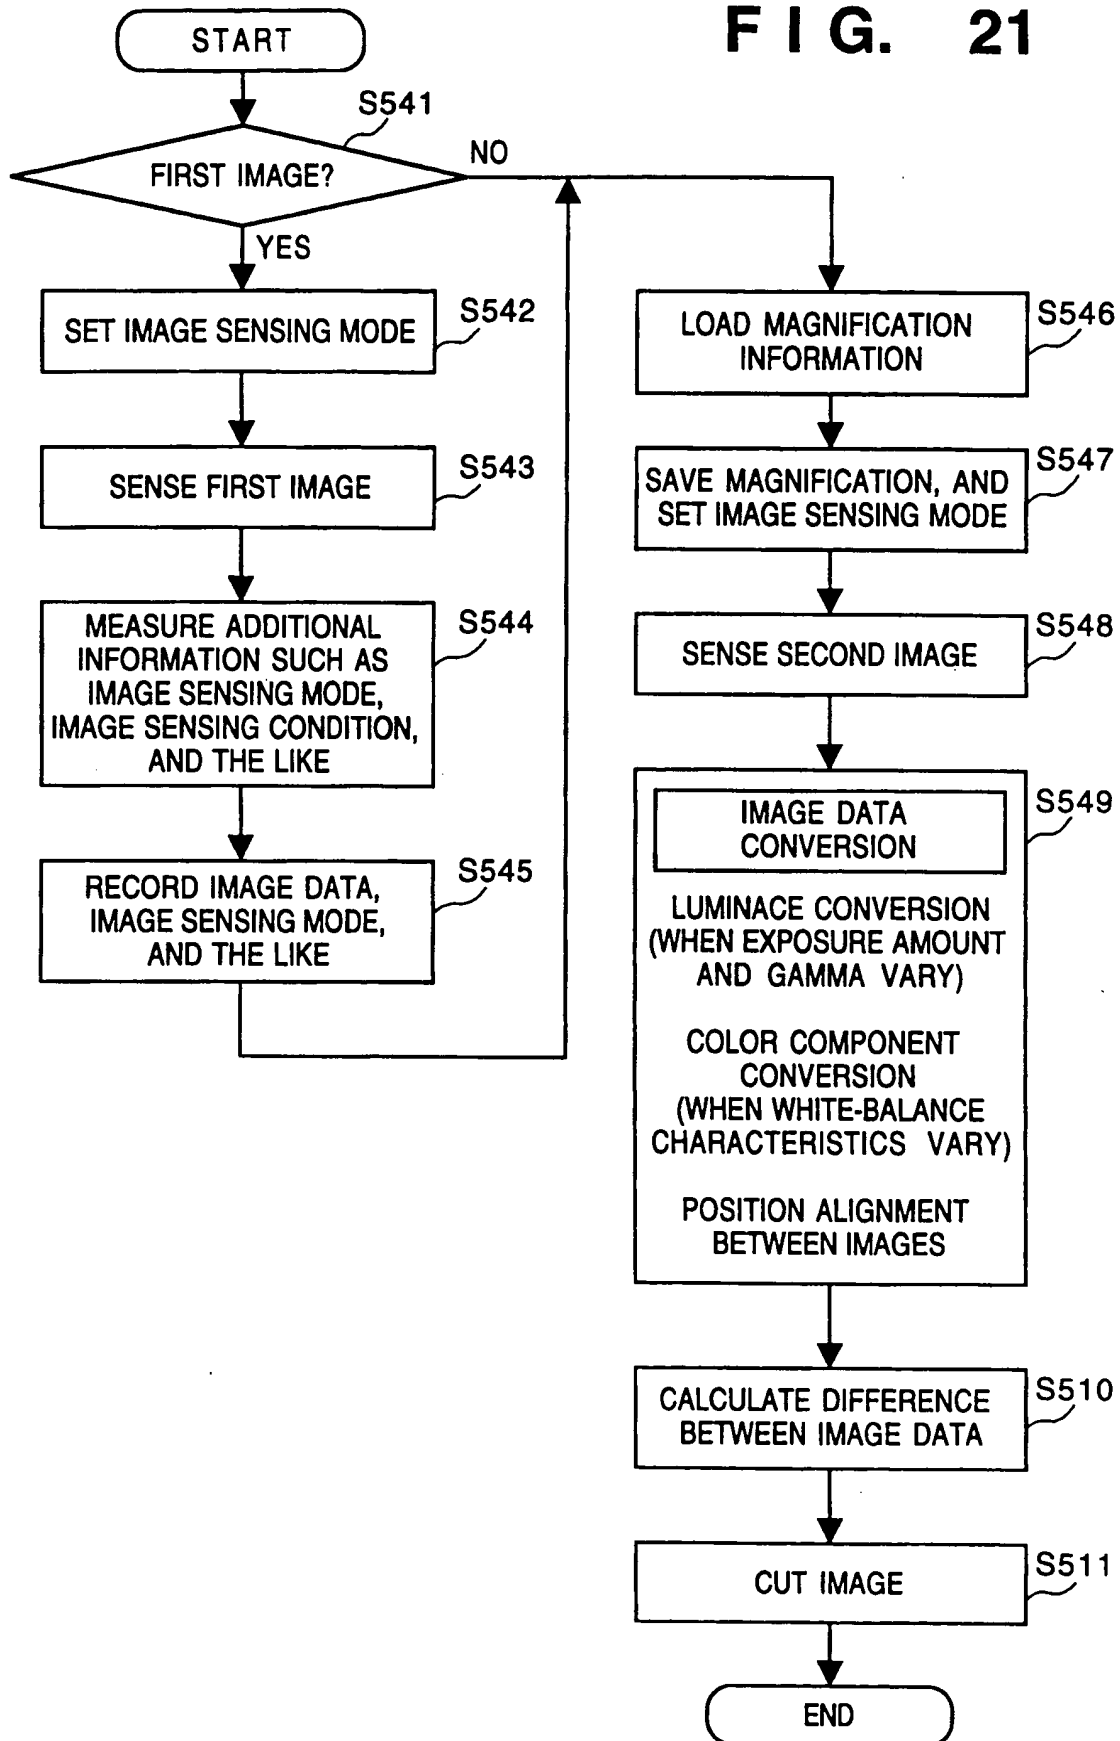 FIG. 21
START
S541
FIRST IMAGE?
NO
YES
S542
SET IMAGE SENSING MODE
S543
SENSE FIRST IMAGE
S544
MEASURE ADDITIONAL
INFORMATION SUCH AS
IMAGE SENSING MODE,
IMAGE SENSING CONDITION,
AND THE LIKE
S545
RECORD IMAGE DATA,
IMAGE SENSING MODE,
AND THE LIKE
S546
LOAD MAGNIFICATION
INFORMATION
S547
SAVE MAGNIFICATION, AND
SET IMAGE SENSING MODE
S548
SENSE SECOND IMAGE
S549
IMAGE DATA
CONVERSION
LUMINACE CONVERSION
(WHEN EXPOSURE AMOUNT
AND GAMMA VARY)
COLOR COMPONENT
CONVERSION
(WHEN WHITE-BALANCE
CHARACTERISTICS VARY)
POSITION ALIGNMENT
BETWEEN IMAGES
S510
CALCULATE DIFFERENCE
BETWEEN IMAGE DATA
S511
CUT IMAGE
END